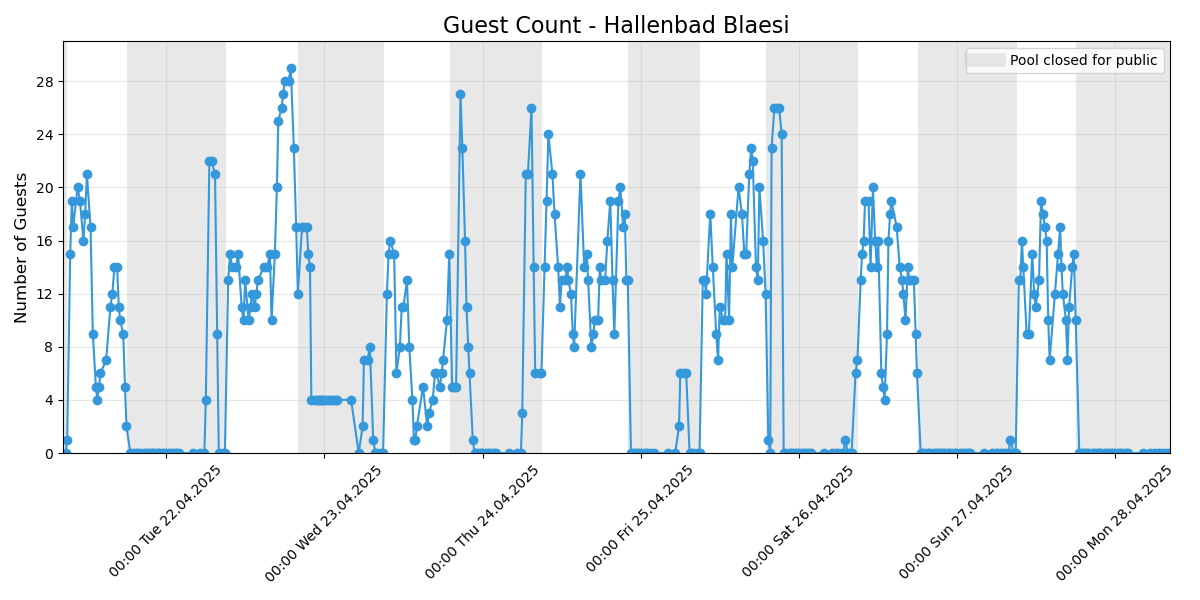 Guest Count - Hallenbad Blaesi
Pool closed for public
Number of Guests
28
24
20
16
12
8
4
0
00:00 Tue 22.04.2025
00:00 Wed 23.04.2025
00:00 Thu 24.04.2025
00:00 Fri 25.04.2025
00:00 Sat 26.04.2025
00:00 Sun 27.04.2025
00:00 Mon 28.04.2025